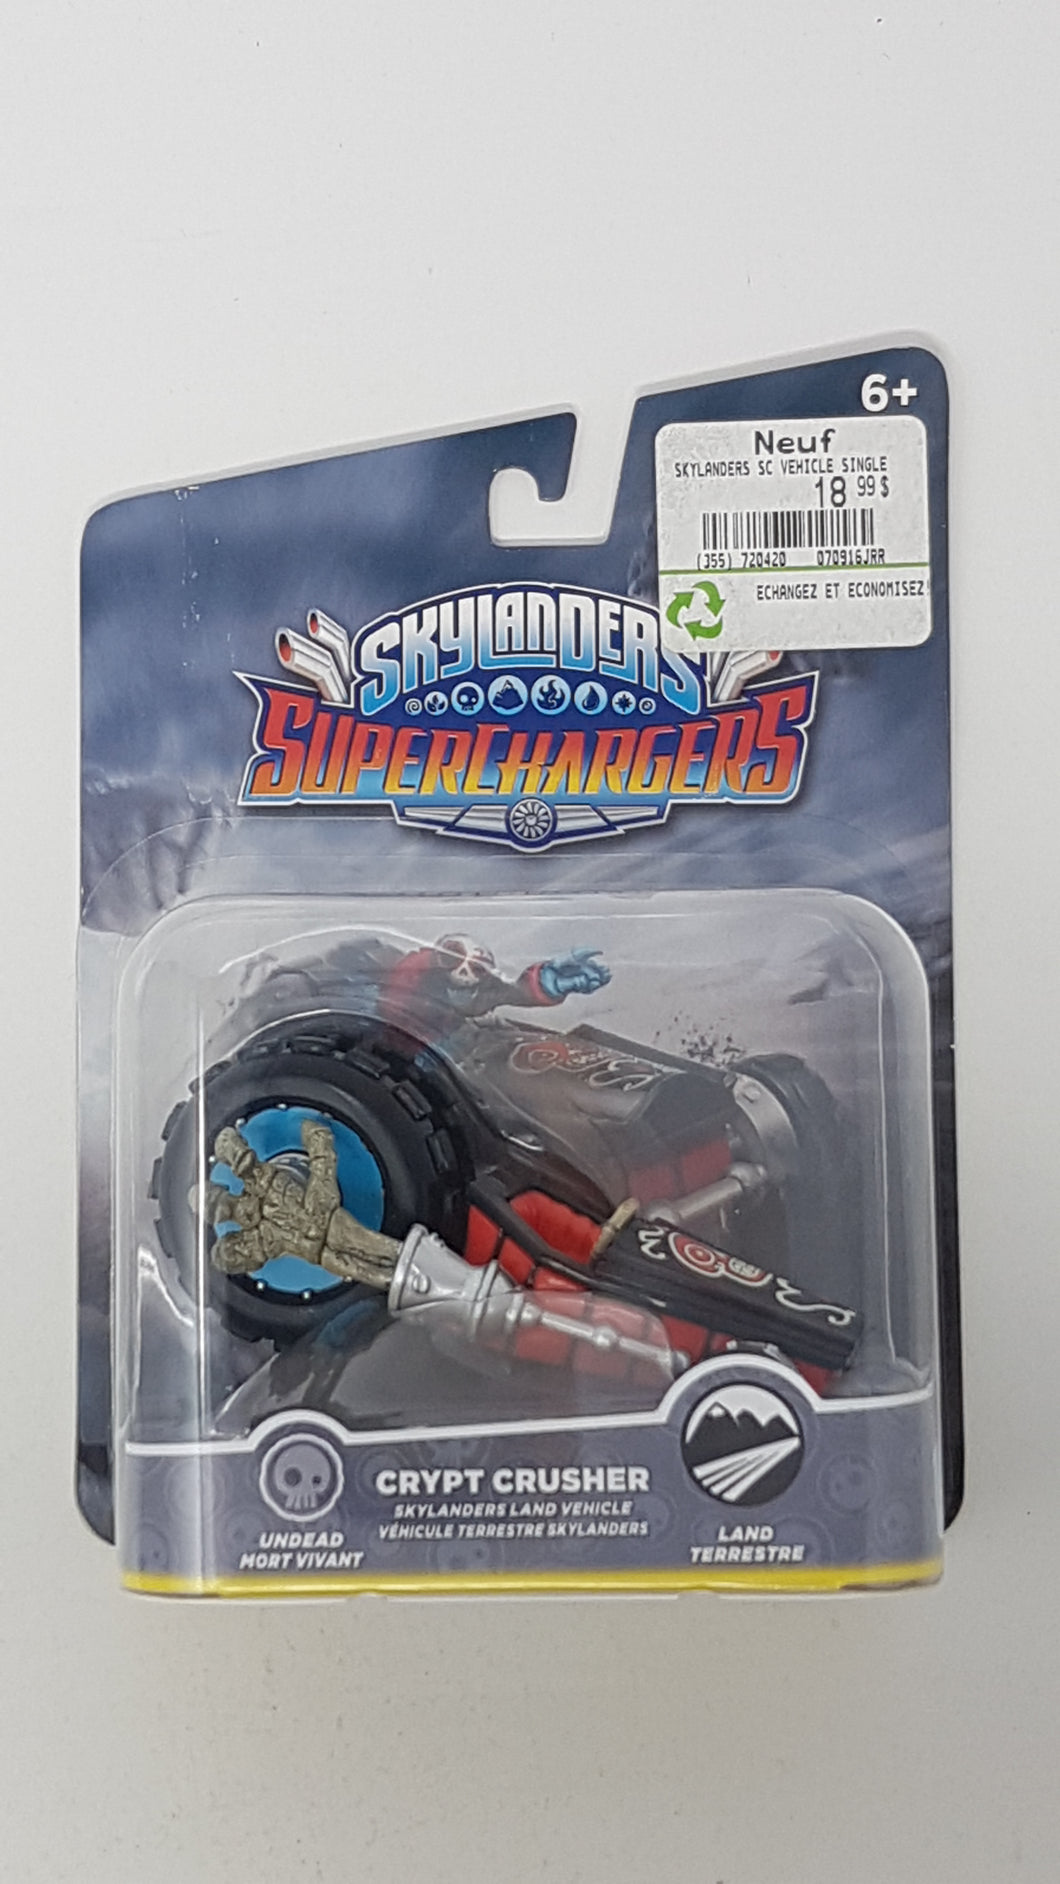 6+
Neuf
SKYLANDERS SC VEHICLE SINGLE
18 99 $
(355) 720420 070916JRR
ECHANGEZ ET ECONOMISEZ!
SKYLANDERS
SUPERCHARGERS
CRYPT CRUSHER
SKYLANDERS LAND VEHICLE
VÉHICULE TERRESTRE SKYLANDERS
UNDEAD
MORT VIVANT
LAND
TERRESTRE